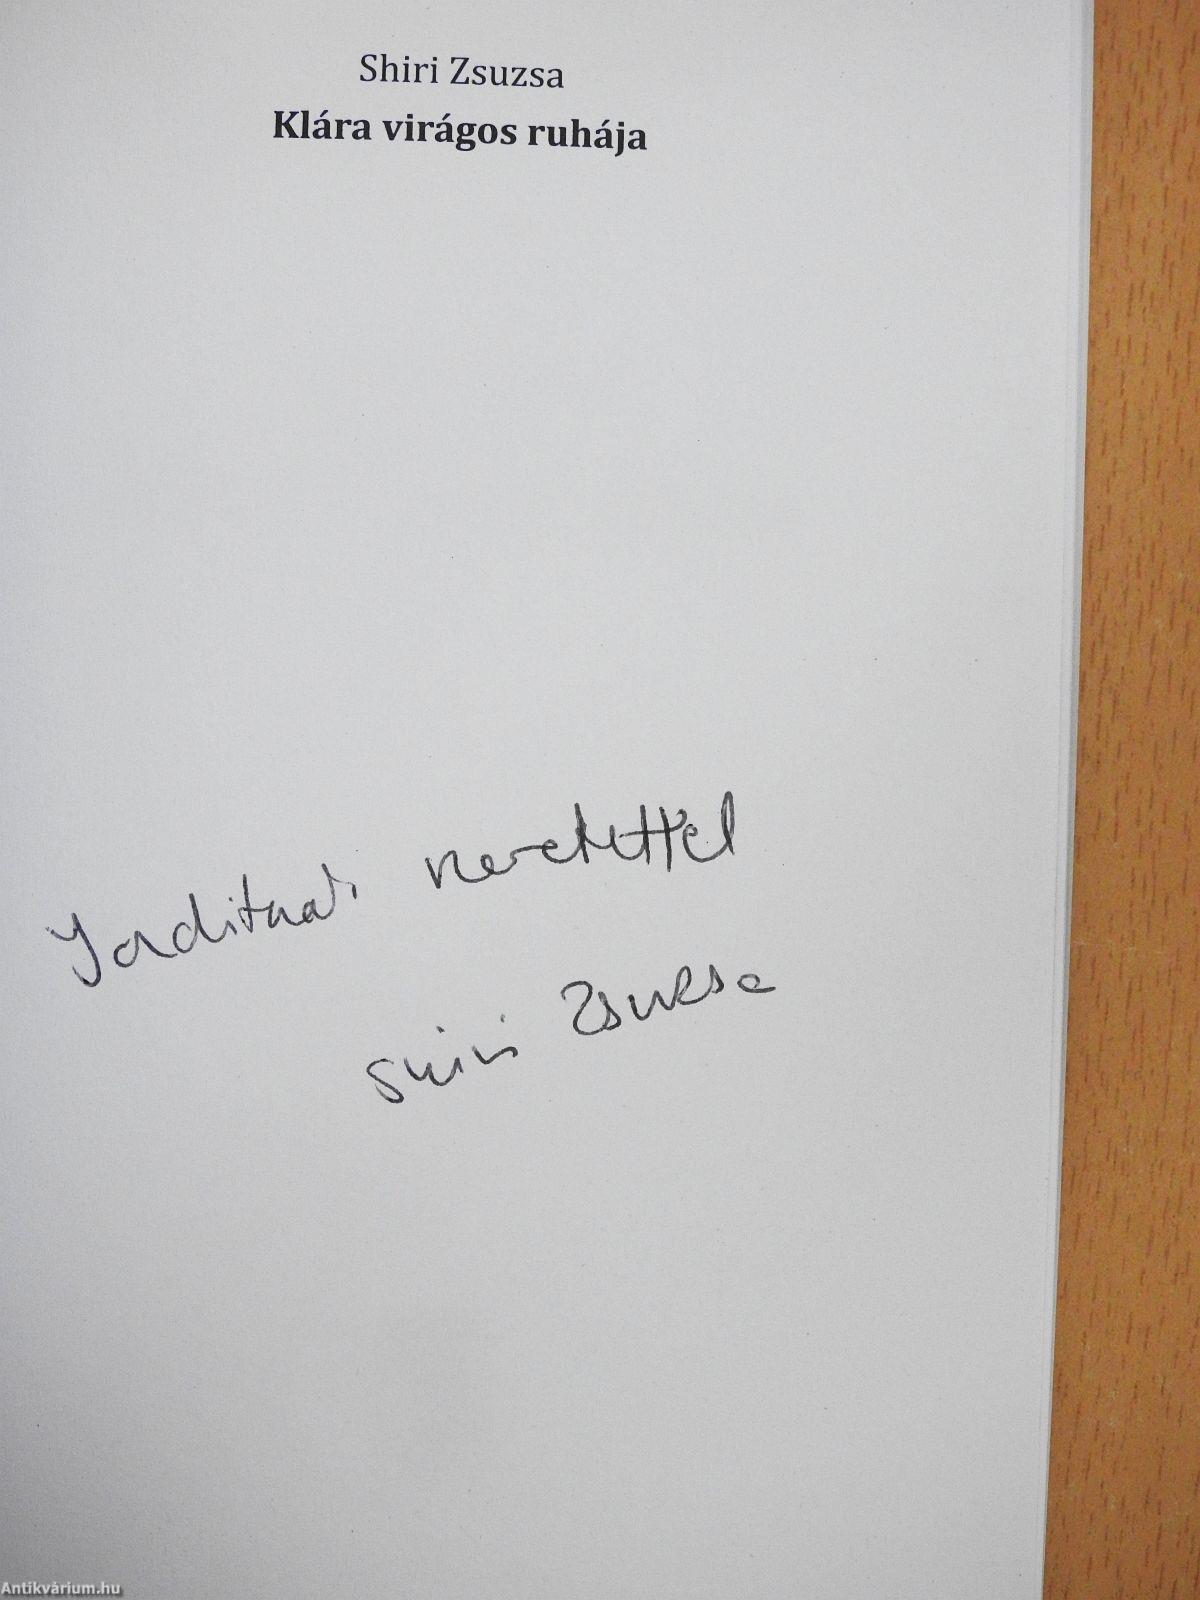 Shiri Zsuzsa
Klára virágos ruhája
Juditnak szeretettel
Shiri Zsuzsa
Antikvárium.hu